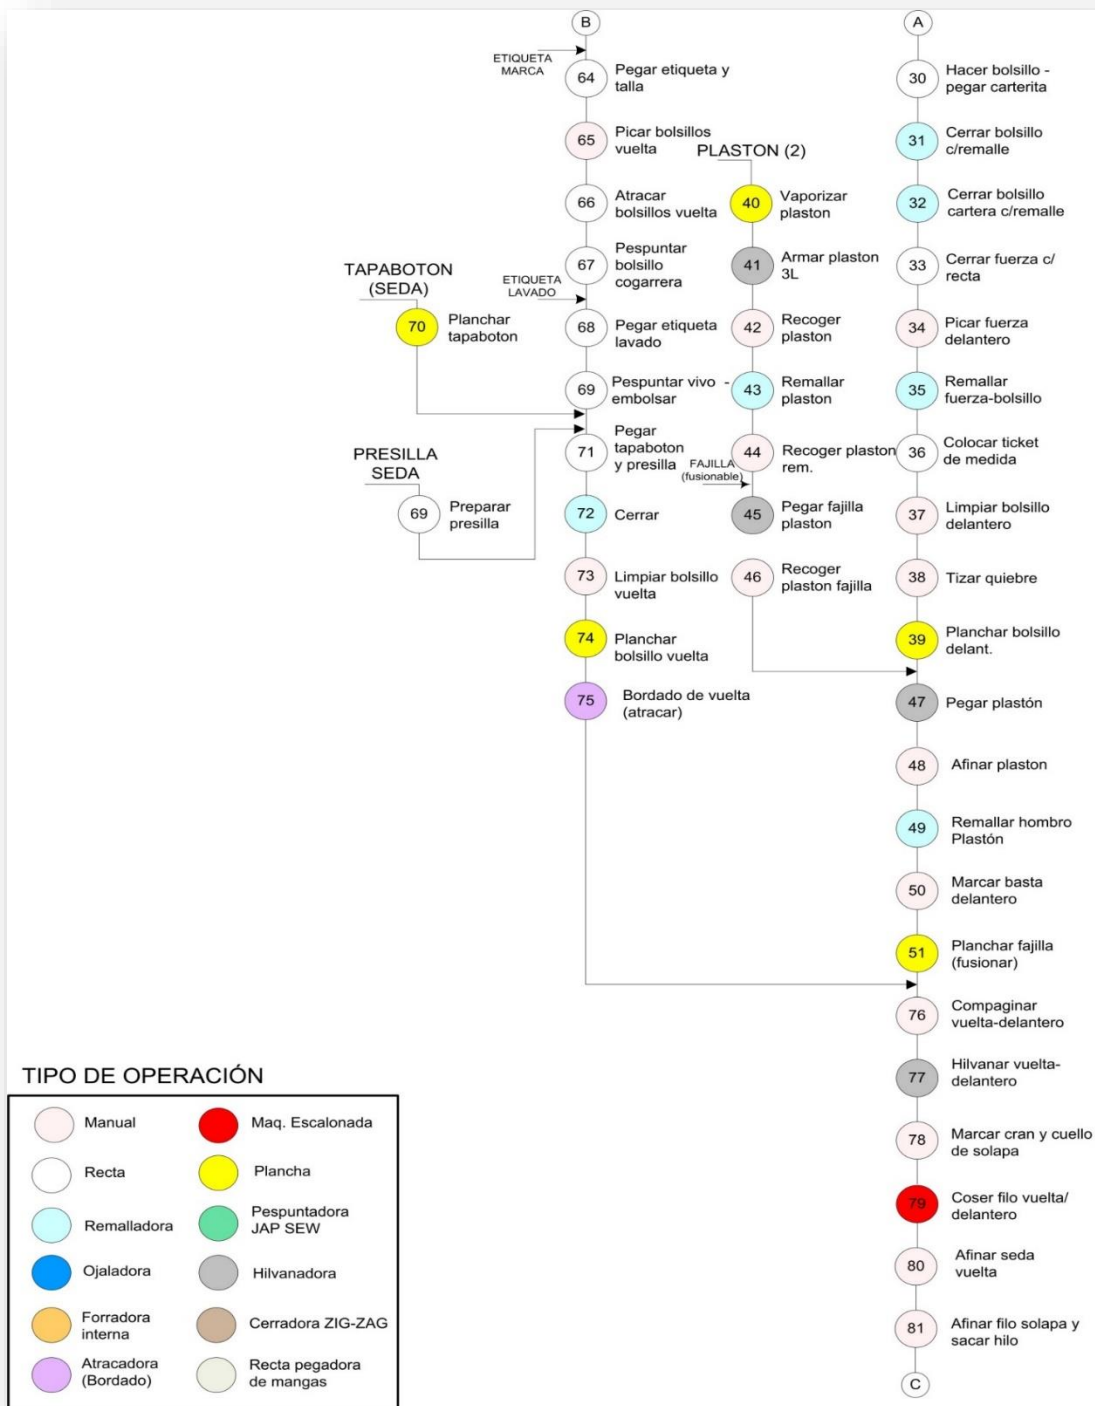 B
ETIQUETA
MARCA
64
Pegar etiqueta y
talla
65
Picar bolsillos
vuelta
66
Atracar
bolsillos vuelta
67
Pespuntar
bolsillo
cogarrera
ETIQUETA
LAVADO
68
Pegar etiqueta
lavado
69
Pespuntar vivo -
embolsar
TAPABOTON
(SEDA)
70
Planchar
tapaboton
PRESILLA
SEDA
69
Preparar
presilla
71
Pegar
tapaboton
y presilla
72
Cerrar
73
Limpiar bolsillo
vuelta
74
Planchar
bolsillo vuelta
75
Bordado de vuelta
(atracar)
PLASTON (2)
40
Vaporizar
plaston
41
Armar plaston
3L
42
Recoger
plaston
43
Remallar
plaston
44
Recoger plaston
rem.
FAJILLA
(fusionable)
45
Pegar fajilla
plaston
46
Recoger
plaston fajilla
A
30
Hacer bolsillo -
pegar carterita
31
Cerrar bolsillo
c/remalle
32
Cerrar bolsillo
cartera c/remalle
33
Cerrar fuerza c/
recta
34
Picar fuerza
delantero
35
Remallar
fuerza-bolsillo
36
Colocar ticket
de medida
37
Limpiar bolsillo
delantero
38
Tizar quiebre
39
Planchar bolsillo
delant.
47
Pegar plastón
48
Afinar plaston
49
Remallar hombro
Plastón
50
Marcar basta
delantero
51
Planchar fajilla
(fusionar)
76
Compaginar
vuelta-delantero
77
Hilvanar vuelta-
delantero
78
Marcar cran y cuello
de solapa
79
Coser filo vuelta/
delantero
80
Afinar seda
vuelta
81
Afinar filo solapa y
sacar hilo
C
TIPO DE OPERACIÓN
Manual
Maq. Escalonada
Recta
Plancha
Remalladora
Pespuntadora
JAP SEW
Ojaladora
Hilvanadora
Forradora
interna
Cerradora ZIG-ZAG
Atracadora
(Bordado)
Recta pegadora
de mangas